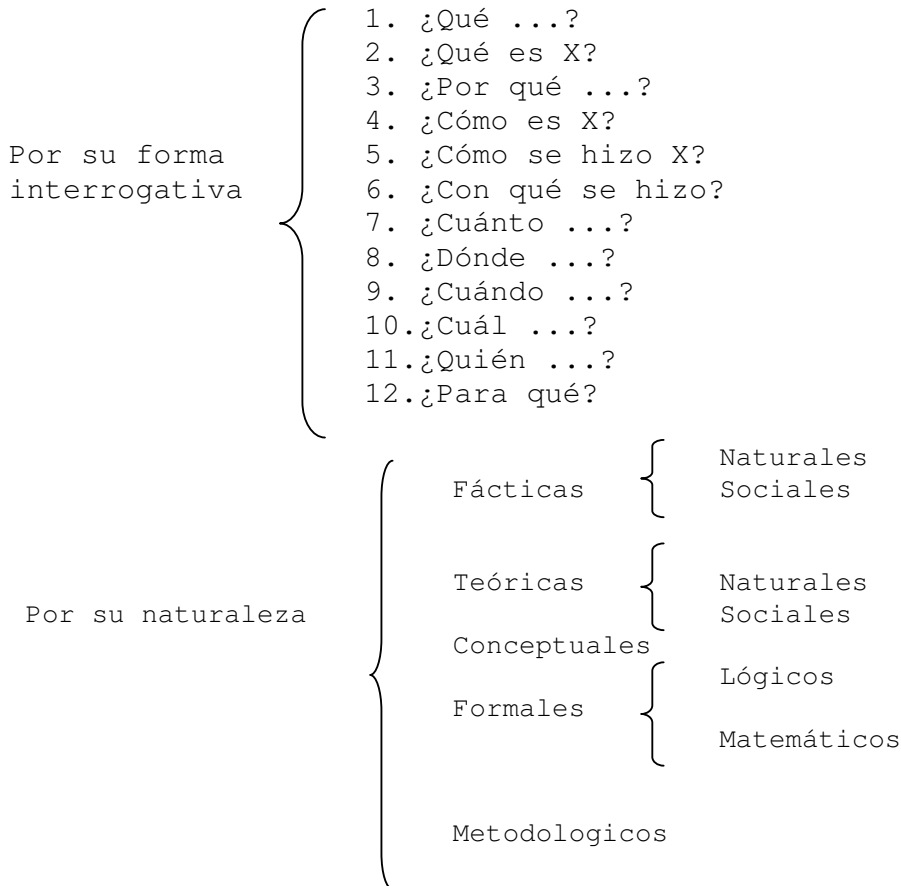 1. ¿Qué ...?
2. ¿Qué es X?
3. ¿Por qué ...?
4. ¿Cómo es X?
Por su forma
interrogativa
5. ¿Cómo se hizo X?
6. ¿Con qué se hizo?
7. ¿Cuánto ...?
8. ¿Dónde ...?
9. ¿Cuándo ...?
10.¿Cuál ...?
11.¿Quién ...?
12.¿Para qué?
Por su naturaleza
Fácticas
Naturales
Sociales
Teóricas
Naturales
Sociales
Conceptuales
Formales
Lógicos
Matemáticos
Metodologicos